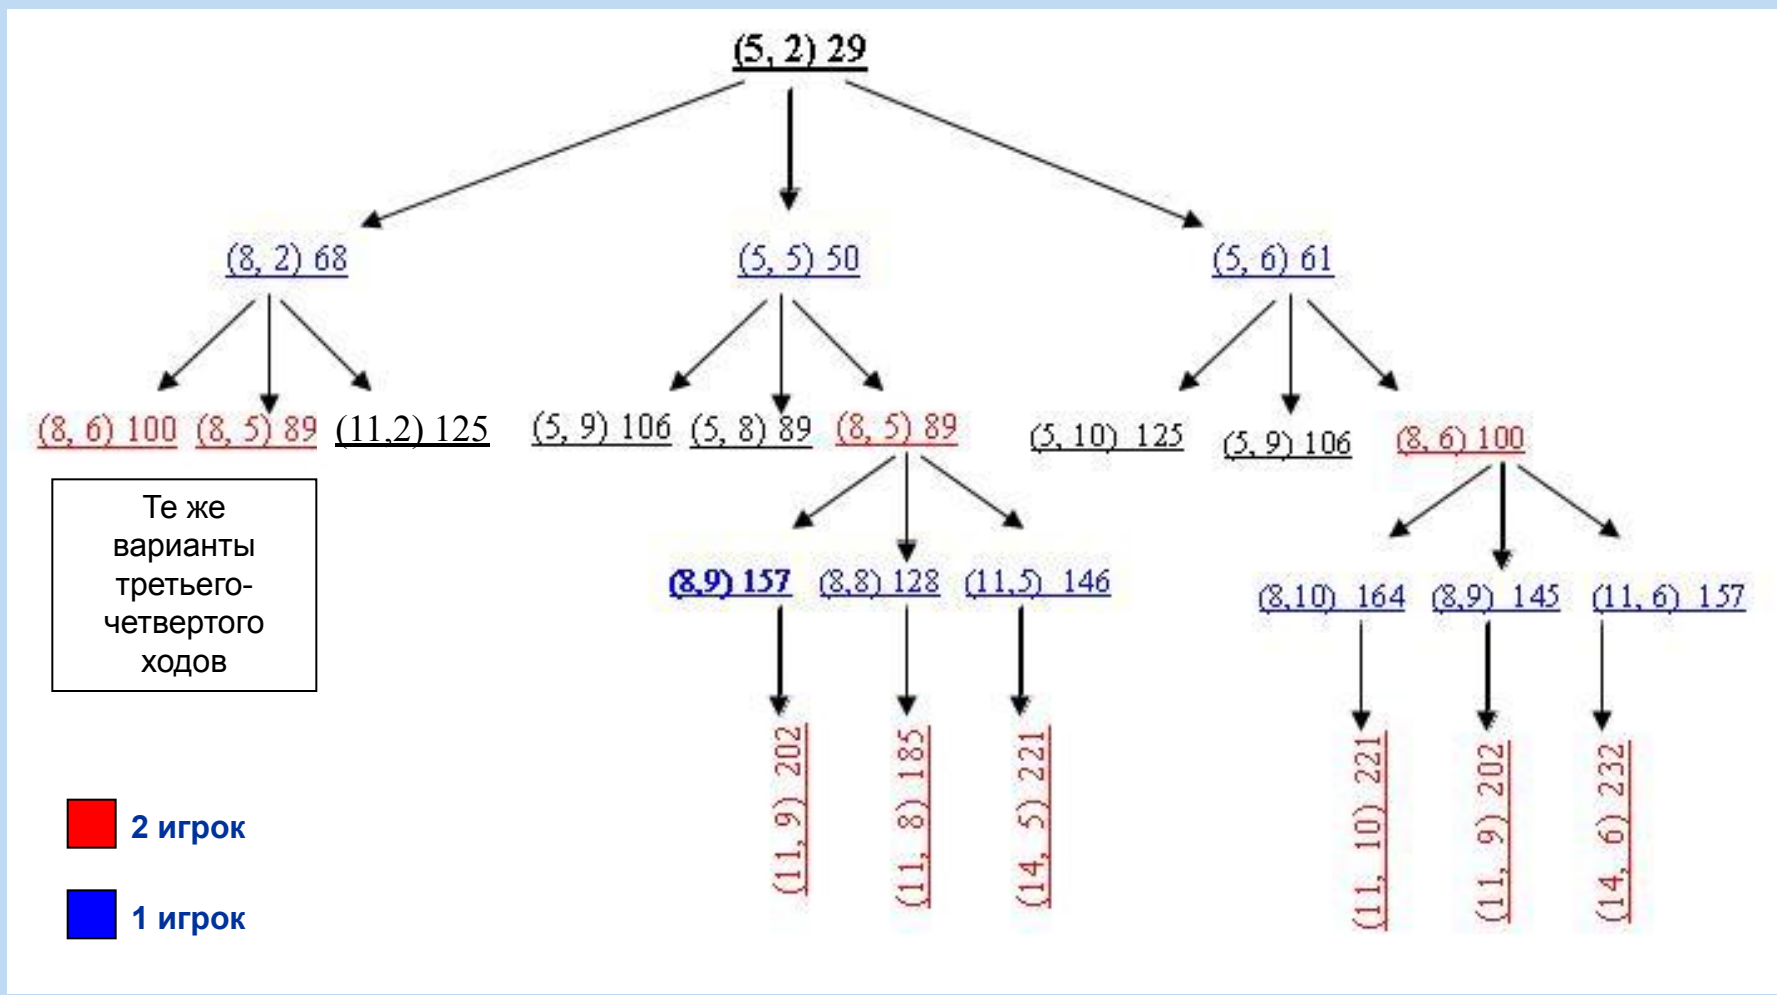 (5, 2) 29
(8, 2) 68 (5, 5) 50 (5, 6) 61
(8, 6) 100 (8, 5) 89 (11,2) 125 (5, 9) 106 (5, 8) 89 (8, 5) 89 (5, 10) 125 (5, 9) 106 (8, 6) 100
Те же
варианты
третьего-
четвертого
ходов
(8,9) 157 (8,8) 128 (11,5) 146 (8,10) 164 (8,9) 145 (11, 6) 157
(11, 9) 202
(11, 8) 185
(14, 5) 221
(11, 10) 221
(11, 9) 202
(14, 6) 232
2 игрок
1 игрок